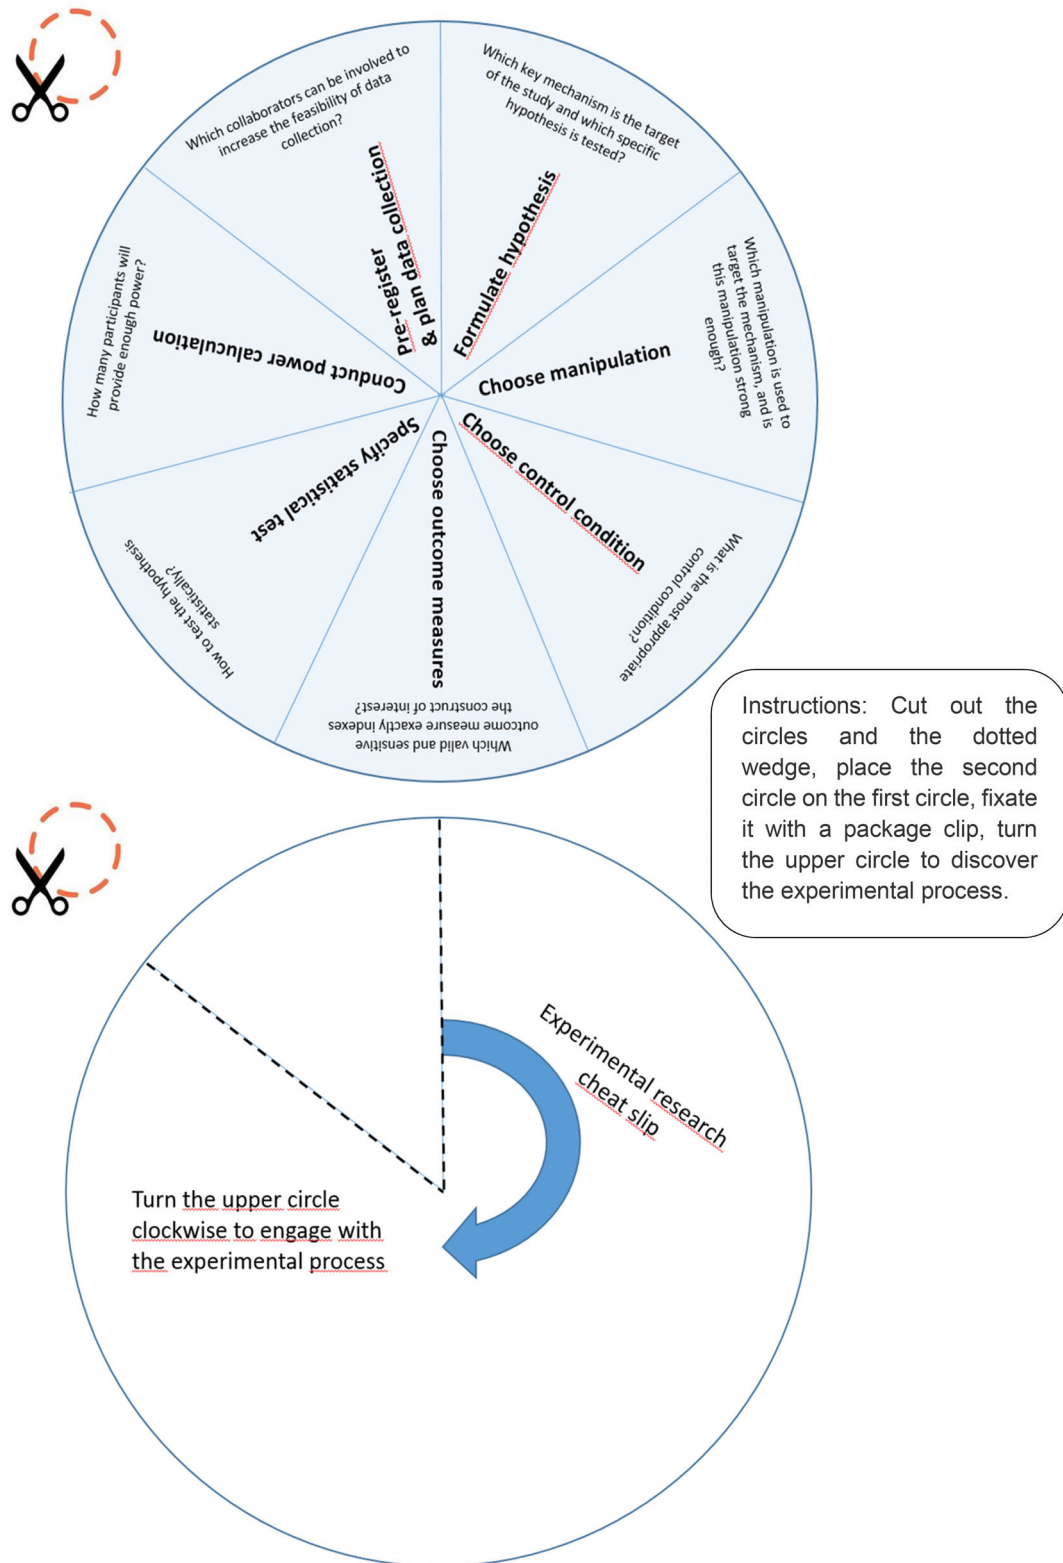 Which key mechanism is the target
of the study and which specific
hypothesis is tested?
Formulate hypothesis
Which manipulation is used to
target the mechanism, and is
this manipulation strong
enough?
Choose manipulation
What is the most appropriate
control condition?
Choose control condition
Which valid and sensitive
outcome measure exactly indexes
the construct of interest?
Choose outcome measures
How to test the hypothesis
statistically?
Specify statistical test
How many participants will
provide enough power?
Conduct power caluculation
Which collaborators can be involved to
increase the feasibility of data
collection?
Pre-register
& plan data collection
Instructions: Cut out the
circles and the dotted
wedge, place the second
circle on the first circle, fixate
it with a package clip, turn
the upper circle to discover
the experimental process.
Experimental research
cheat slip
Turn the upper circle
clockwise to engage with
the experimental process